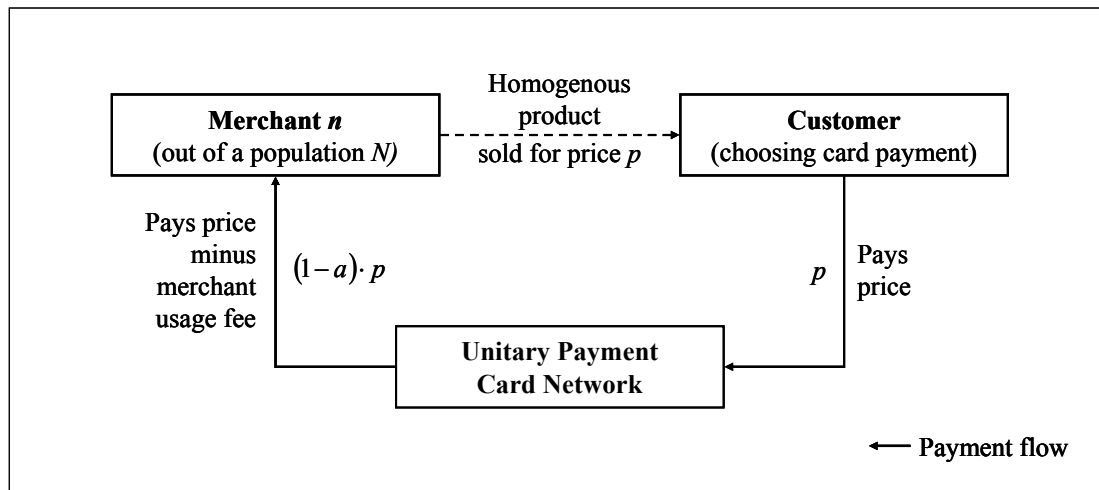 Merchant n
(out of a population N)
Homogenous
product
sold for price p
Customer
(choosing card payment)
Pays price
minus
merchant
usage fee
(1−a)· p
p
Pays
price
Unitary Payment
Card Network
Payment flow